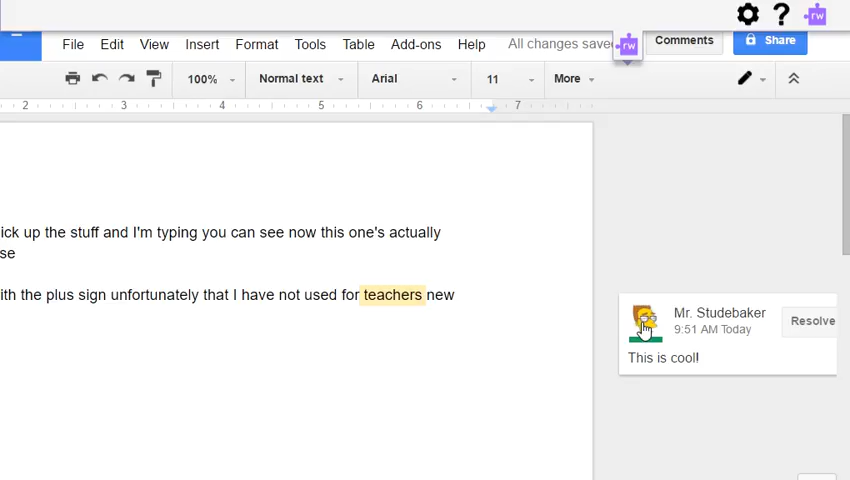 rw
File Edit View Insert Format Tools Table Add-ons Help All changes saved rw Comments Share
100% Normal text Arial 11 More
2 3 4 5 6 7
ick up the stuff and I'm typing you can see now this one's actually
se
ith the plus sign unfortunately that I have not used for teachers new
Mr. Studebaker
9:51 AM Today
Resolve
This is cool!